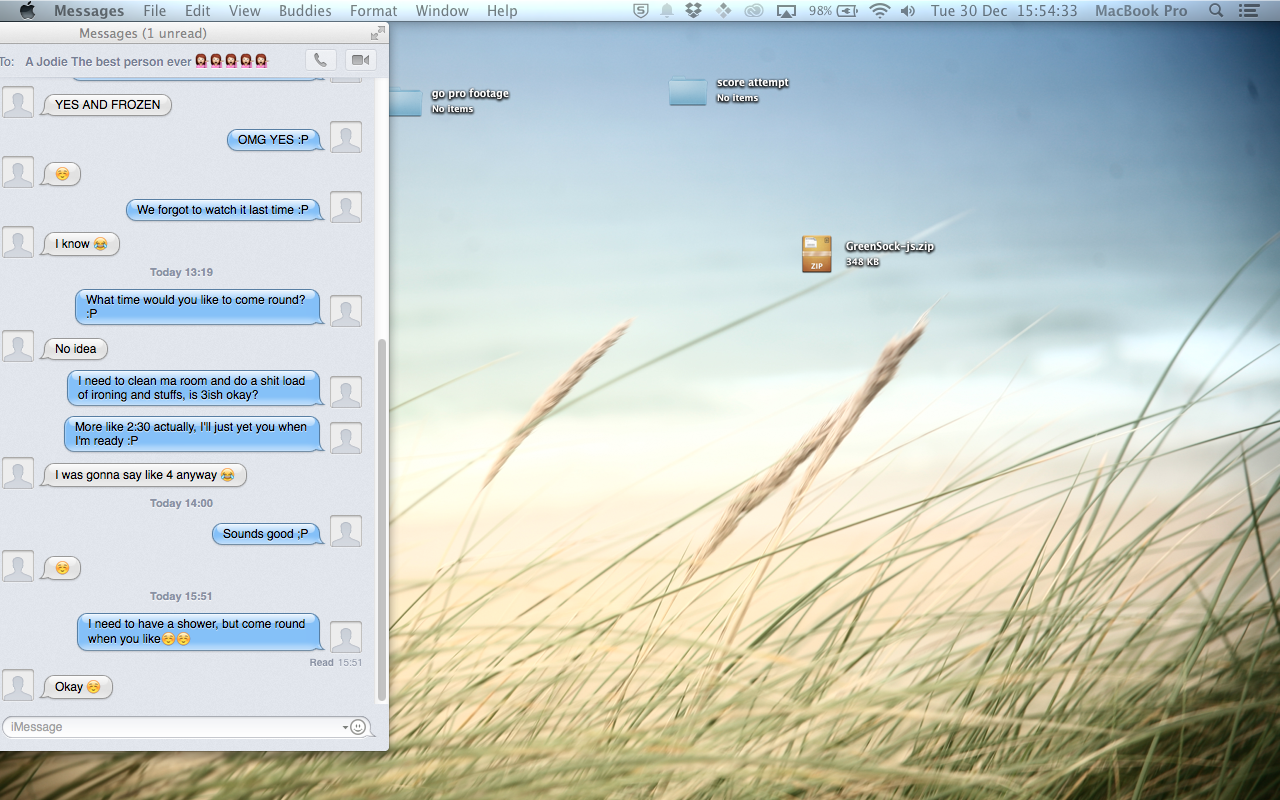 Messages File Edit View Buddies Format Window Help 98% Tue 30 Dec 15:54:33 MacBook Pro
Messages (1 unread)
To: A Jodie The best person ever 💁💁💁💁💁
YES AND FROZEN
OMG YES :P
☺️
We forgot to watch it last time :P
I know 😂
Today 13:19
What time would you like to come round?
:P
No idea
I need to clean ma room and do a shit load
of ironing and stuffs, is 3ish okay?
More like 2:30 actually, I'll just yet you when
I'm ready :P
I was gonna say like 4 anyway 😂
Today 14:00
Sounds good ;P
☺️
Today 15:51
I need to have a shower, but come round
when you like☺️☺️
Read 15:51
Okay ☺️
iMessage
go pro footage
No items
score attempt
No items
GreenSock-js.zip
348 KB
ZIP